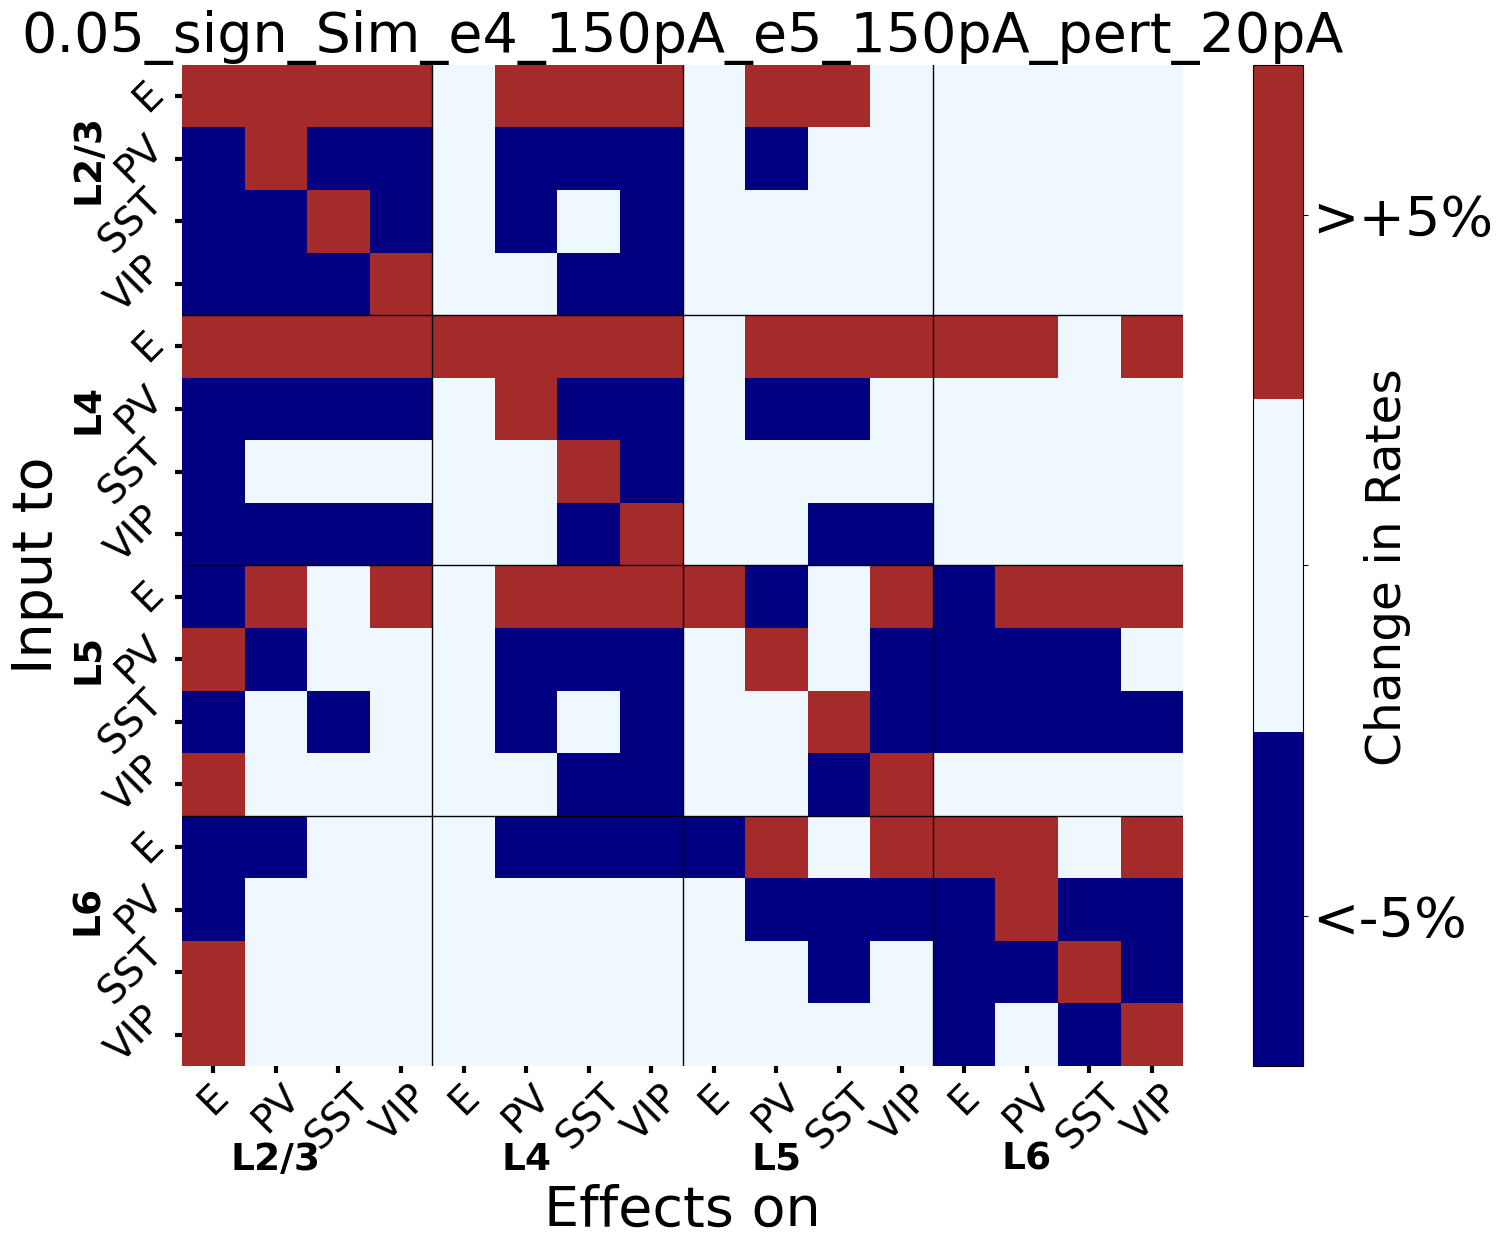 0.05_sign_Sim_e4_150pA_e5_150pA_pert_20pA
Input to
L2/3
E
PV
SST
VIP
L4
E
PV
SST
VIP
L5
E
PV
SST
VIP
L6
E
PV
SST
VIP
E
PV
SST
VIP
E
PV
SST
VIP
E
PV
SST
VIP
E
PV
SST
VIP
L2/3
L4
L5
L6
Effects on
>+5%
<-5%
Change in Rates